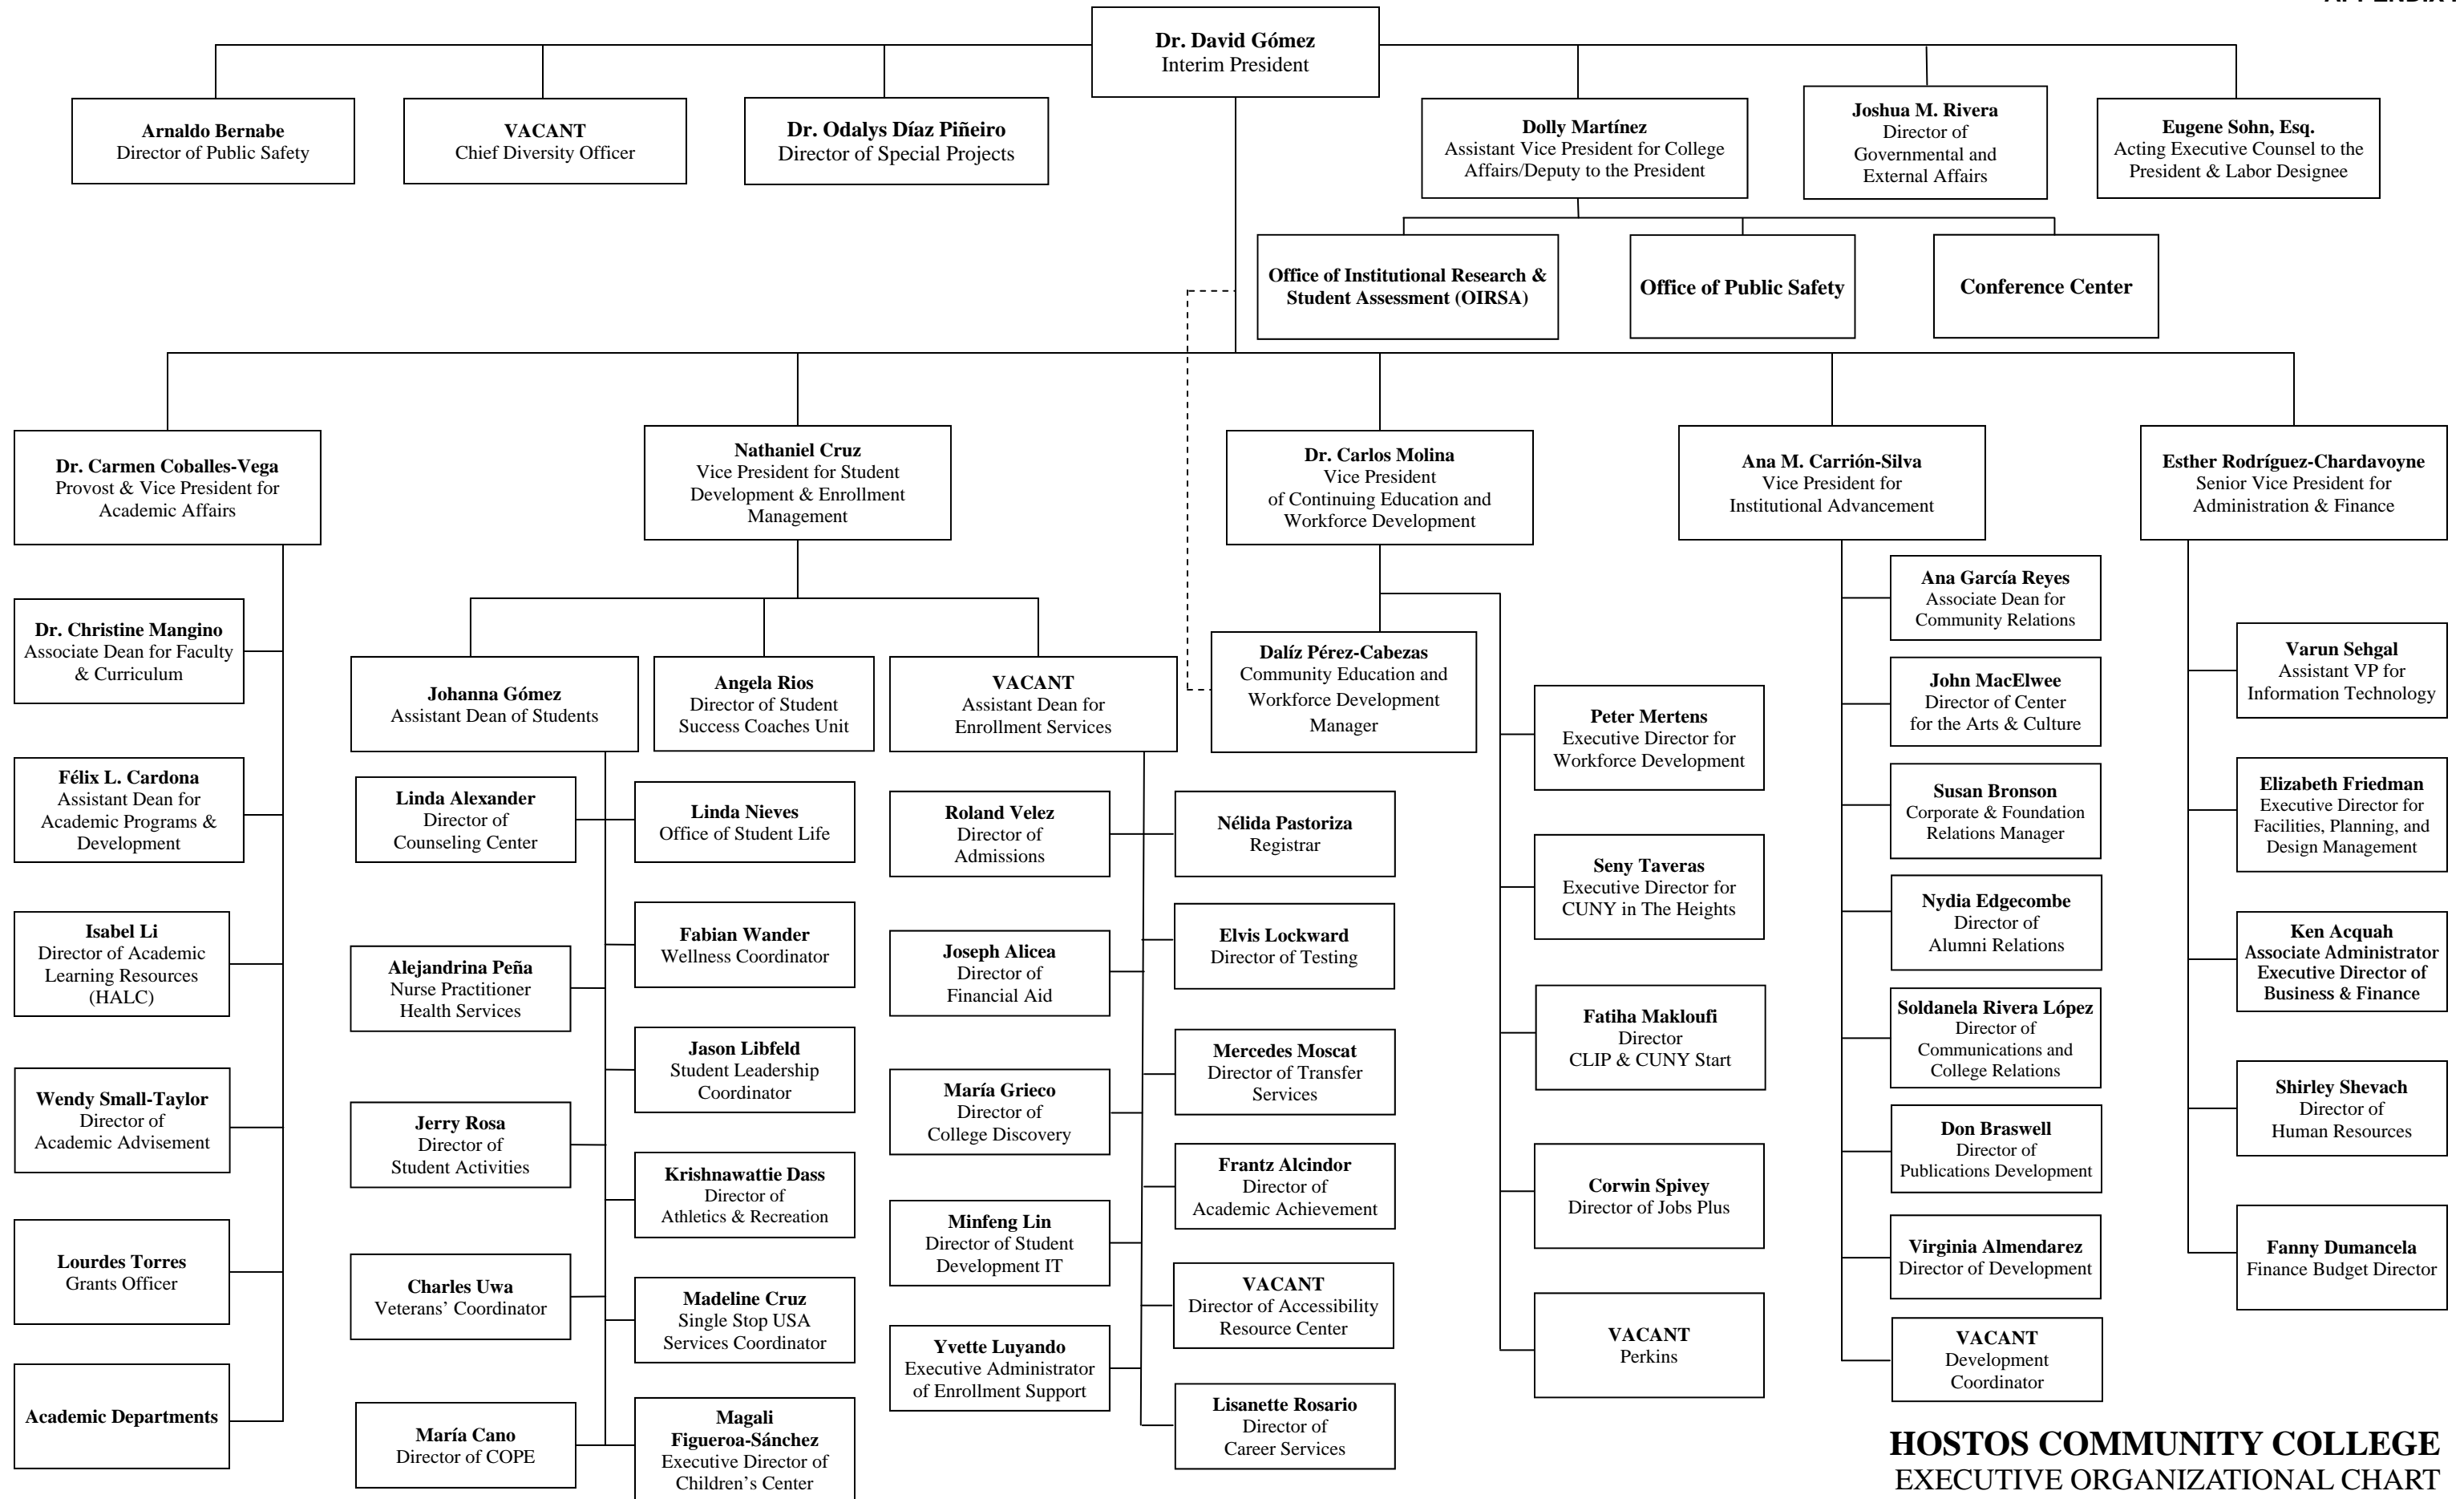 Dr. David Gómez
Interim President
Arnaldo Bernabe
Director of Public Safety
VACANT
Chief Diversity Officer
Dr. Odalys Díaz Piñeiro
Director of Special Projects
Dolly Martínez
Assistant Vice President for College
Affairs/Deputy to the President
Joshua M. Rivera
Director of
Governmental and
External Affairs
Eugene Sohn, Esq.
Acting Executive Counsel to the
President & Labor Designee
Office of Institutional Research &
Student Assessment (OIRSA)
Office of Public Safety
Conference Center
Dr. Carmen Coballes-Vega
Provost & Vice President for
Academic Affairs
Nathaniel Cruz
Vice President for Student
Development & Enrollment
Management
Dr. Carlos Molina
Vice President
of Continuing Education and
Workforce Development
Ana M. Carrión-Silva
Vice President for
Institutional Advancement
Esther Rodríguez-Chardavoyne
Senior Vice President for
Administration & Finance
Dr. Christine Mangino
Associate Dean for Faculty
& Curriculum
Félix L. Cardona
Assistant Dean for
Academic Programs &
Development
Isabel Li
Director of Academic
Learning Resources
(HALC)
Wendy Small-Taylor
Director of
Academic Advisement
Lourdes Torres
Grants Officer
Academic Departments
Johanna Gómez
Assistant Dean of Students
Angela Rios
Director of Student
Success Coaches Unit
VACANT
Assistant Dean for
Enrollment Services
Linda Alexander
Director of
Counseling Center
Alejandrina Peña
Nurse Practitioner
Health Services
Jerry Rosa
Director of
Student Activities
Charles Uwa
Veterans’ Coordinator
María Cano
Director of COPE
Linda Nieves
Office of Student Life
Fabian Wander
Wellness Coordinator
Jason Libfeld
Student Leadership
Coordinator
Krishnawattie Dass
Director of
Athletics & Recreation
Madeline Cruz
Single Stop USA
Services Coordinator
Magali
Figueroa-Sánchez
Executive Director of
Children’s Center
Roland Velez
Director of
Admissions
Joseph Alicea
Director of
Financial Aid
María Grieco
Director of
College Discovery
Minfeng Lin
Director of Student
Development IT
Yvette Luyando
Executive Administrator
of Enrollment Support
Nélida Pastoriza
Registrar
Elvis Lockward
Director of Testing
Mercedes Moscat
Director of Transfer
Services
Frantz Alcindor
Director of
Academic Achievement
VACANT
Director of Accessibility
Resource Center
Lisanette Rosario
Director of
Career Services
Dalíz Pérez-Cabezas
Community Education and
Workforce Development
Manager
Peter Mertens
Executive Director for
Workforce Development
Seny Taveras
Executive Director for
CUNY in The Heights
Fatiha Makloufi
Director
CLIP & CUNY Start
Corwin Spivey
Director of Jobs Plus
VACANT
Perkins
Ana García Reyes
Associate Dean for
Community Relations
John MacElwee
Director of Center
for the Arts & Culture
Susan Bronson
Corporate & Foundation
Relations Manager
Nydia Edgecombe
Director of
Alumni Relations
Soldanela Rivera López
Director of
Communications and
College Relations
Don Braswell
Director of
Publications Development
Virginia Almendarez
Director of Development
VACANT
Development
Coordinator
Varun Sehgal
Assistant VP for
Information Technology
Elizabeth Friedman
Executive Director for
Facilities, Planning, and
Design Management
Ken Acquah
Associate Administrator
Executive Director of
Business & Finance
Shirley Shevach
Director of
Human Resources
Fanny Dumancela
Finance Budget Director
HOSTOS COMMUNITY COLLEGE
EXECUTIVE ORGANIZATIONAL CHART